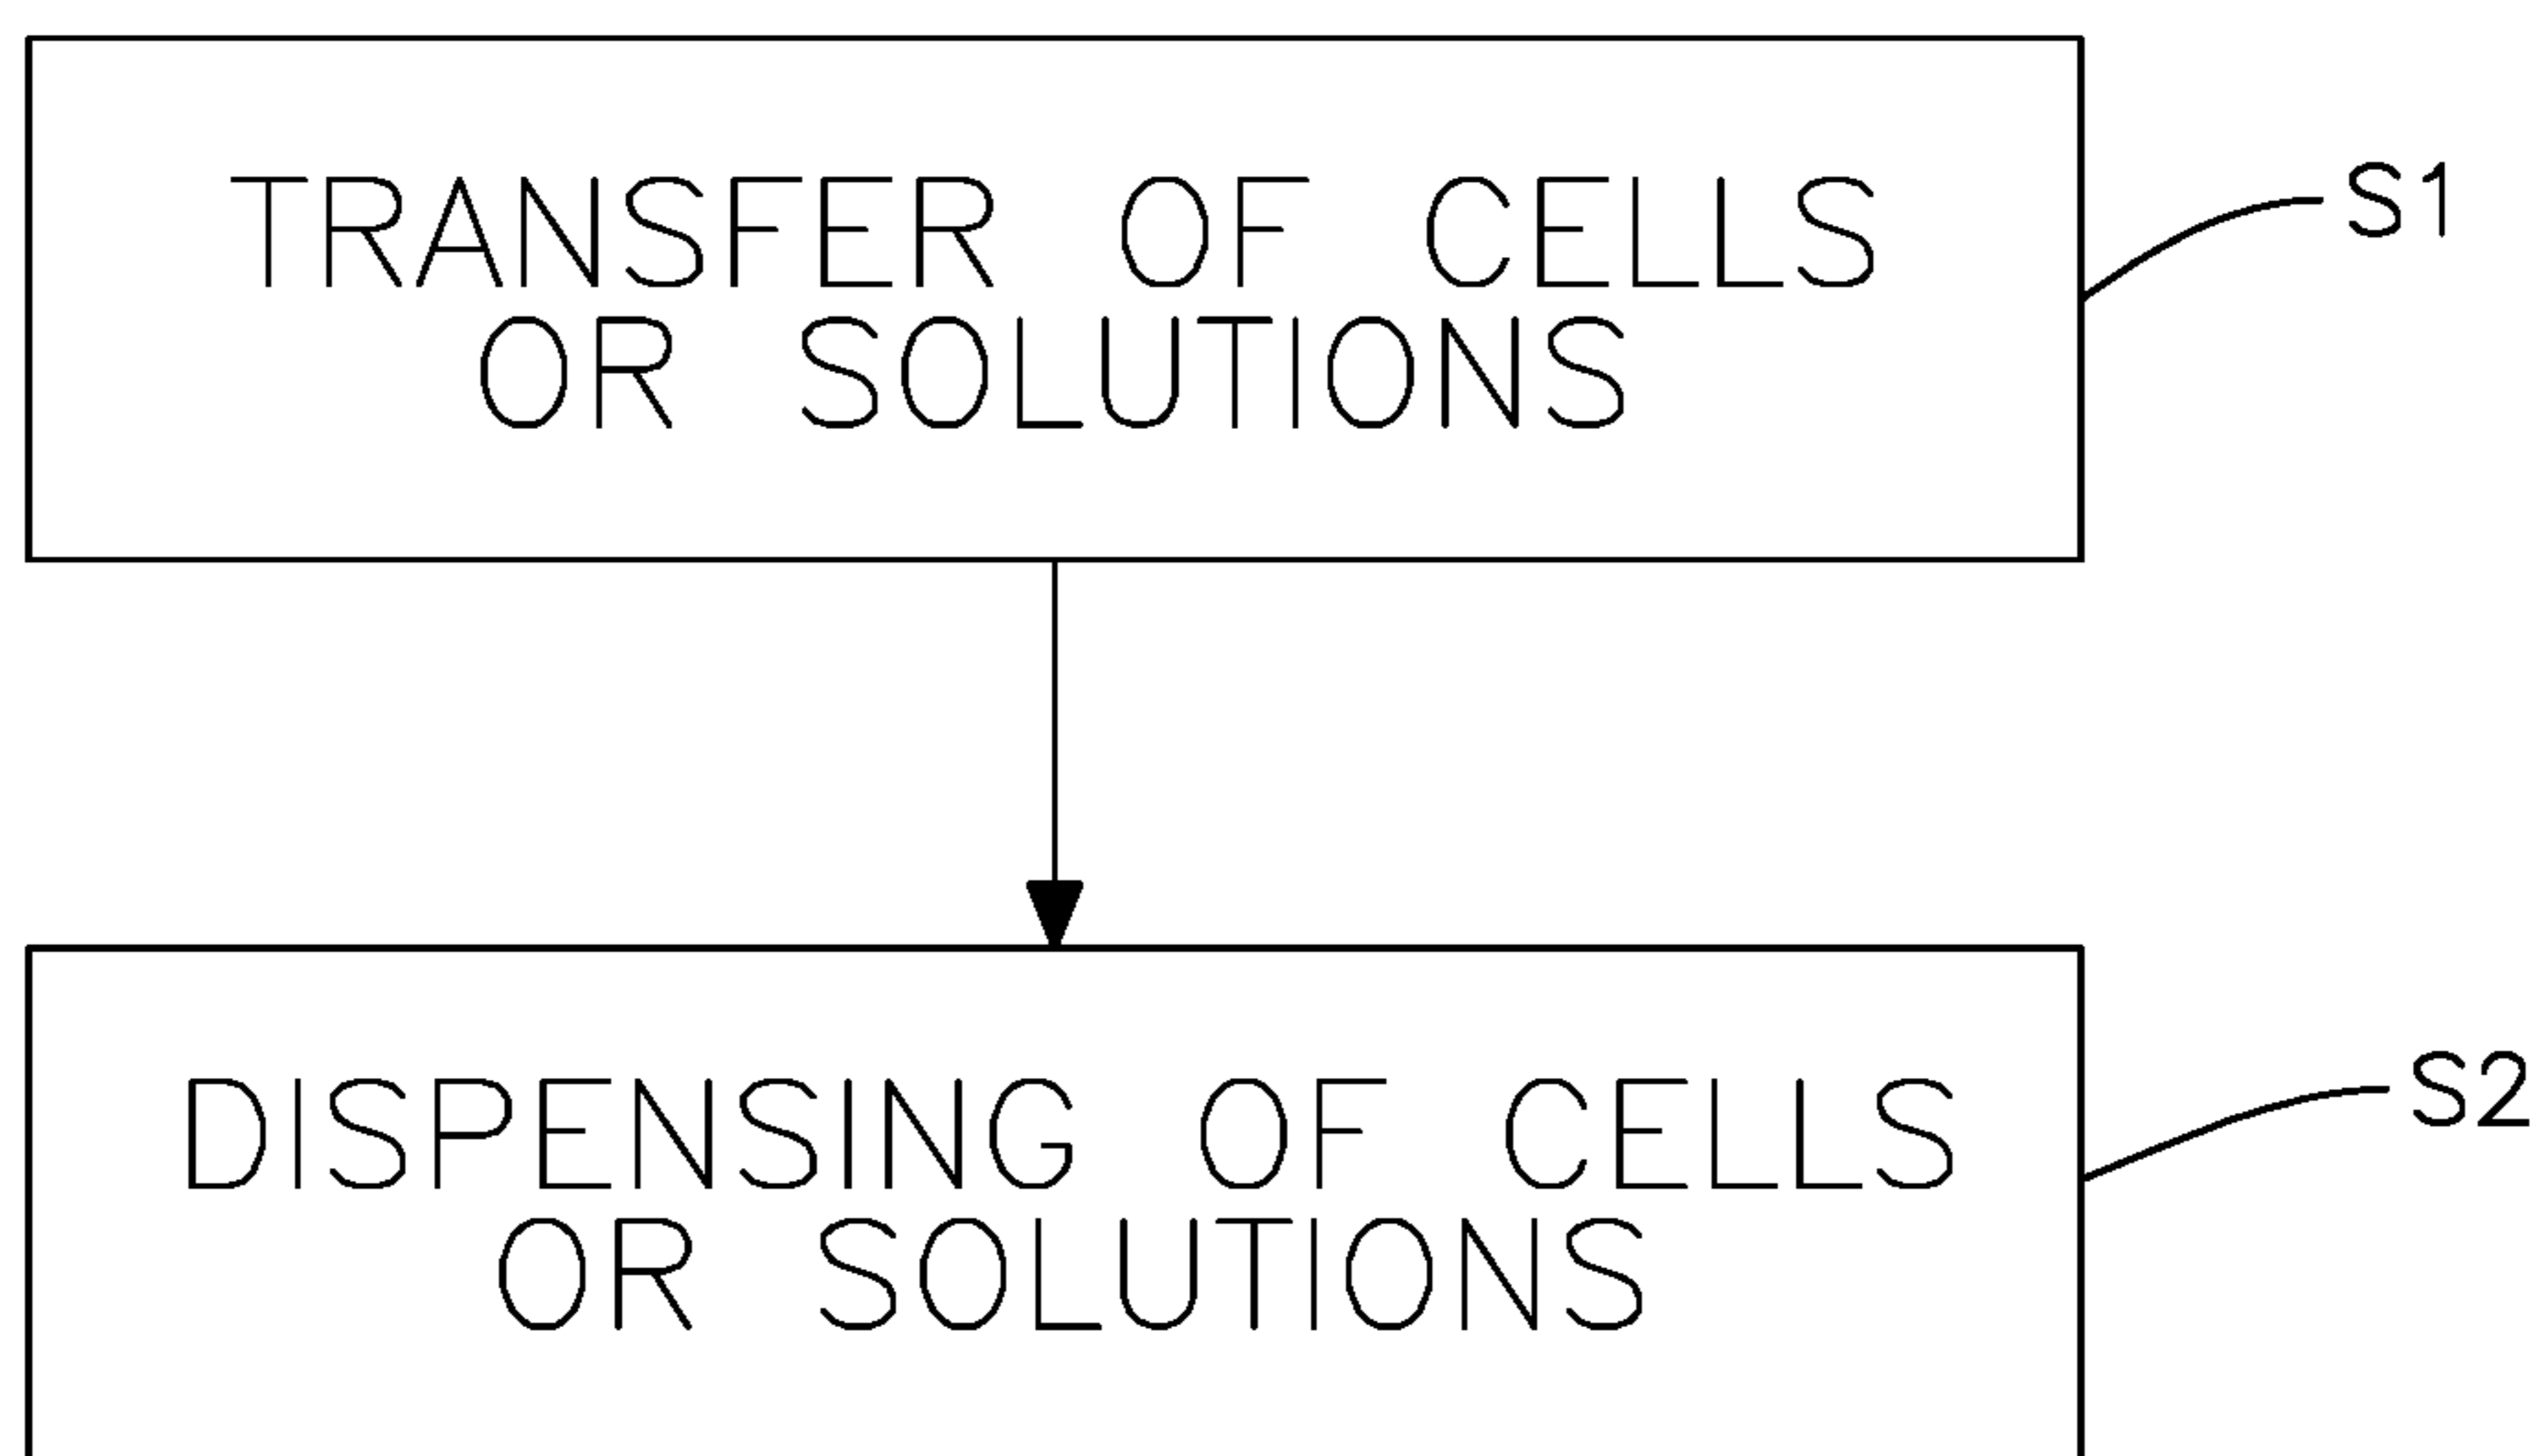 TRANSFER OF CELLS
OR SOLUTIONS
S1
DISPENSING OF CELLS
OR SOLUTIONS
S2